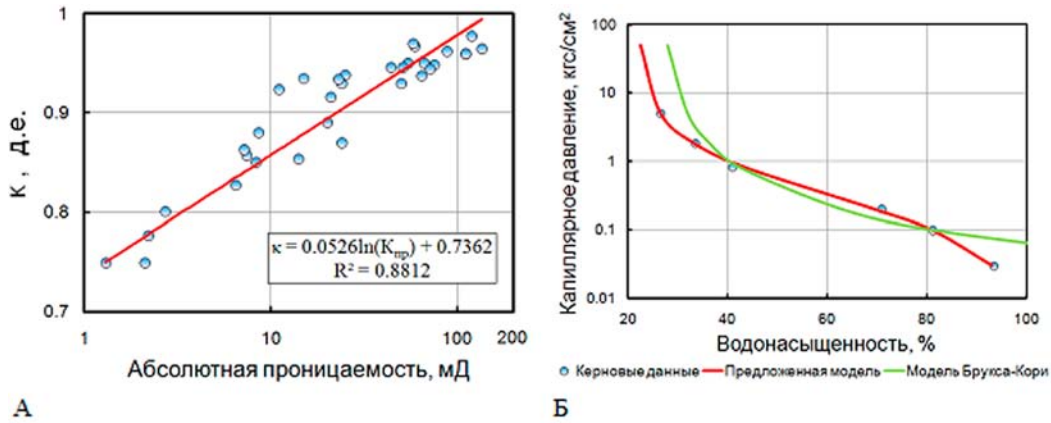 К, д.е.
1
0.9
0.8
0.7
1 10 100 200
κ = 0.0526ln(Kпр) + 0.7362
R² = 0.8812
Абсолютная проницаемость, мД
А
Капиллярное давление, кгс/см²
100
10
1
0.1
0.01
20 40 60 80 100
Водонасыщенность, %
Керновые данные Предложенная модель Модель Брукса-Кори
Б